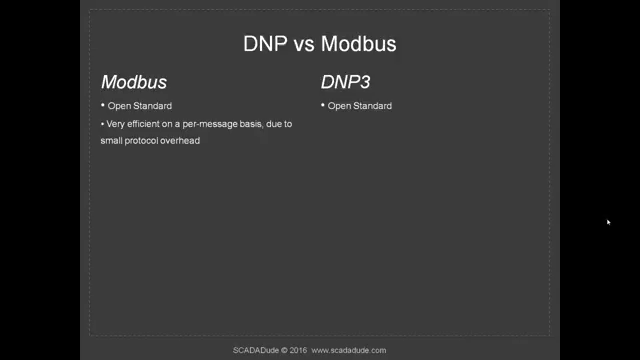 DNP vs Modbus
Modbus
• Open Standard
• Very efficient on a per-message basis, due to
small protocol overhead
DNP3
• Open Standard
SCADADude © 2016 www.scadadude.com